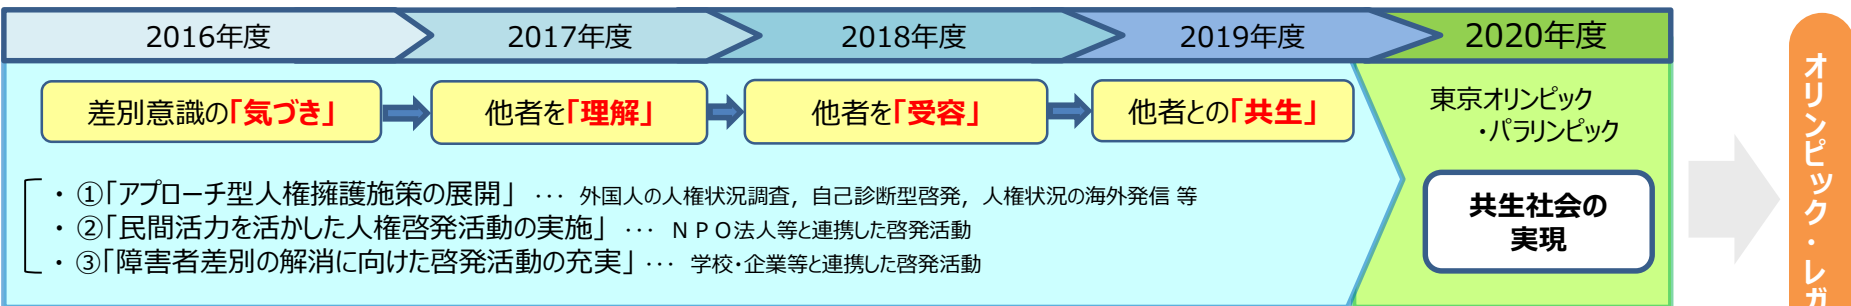 2016年度
2017年度
2018年度
2019年度
2020年度
差別意識の「気づき」
他者を「理解」
他者を「受容」
他者との「共生」
東京オリンピック
・パラリンピック
・ ①「アプローチ型人権擁護施策の展開」 ・・・ 外国人の人権状況調査，自己診断型啓発，人権状況の海外発信 等
・ ②「民間活力を活かした人権啓発活動の実施」 ・・・ ＮＰＯ法人等と連携した啓発活動
・ ③「障害者差別の解消に向けた啓発活動の充実」 ・・・ 学校・企業等と連携した啓発活動
共生社会の
実現
オリンピック・レガ